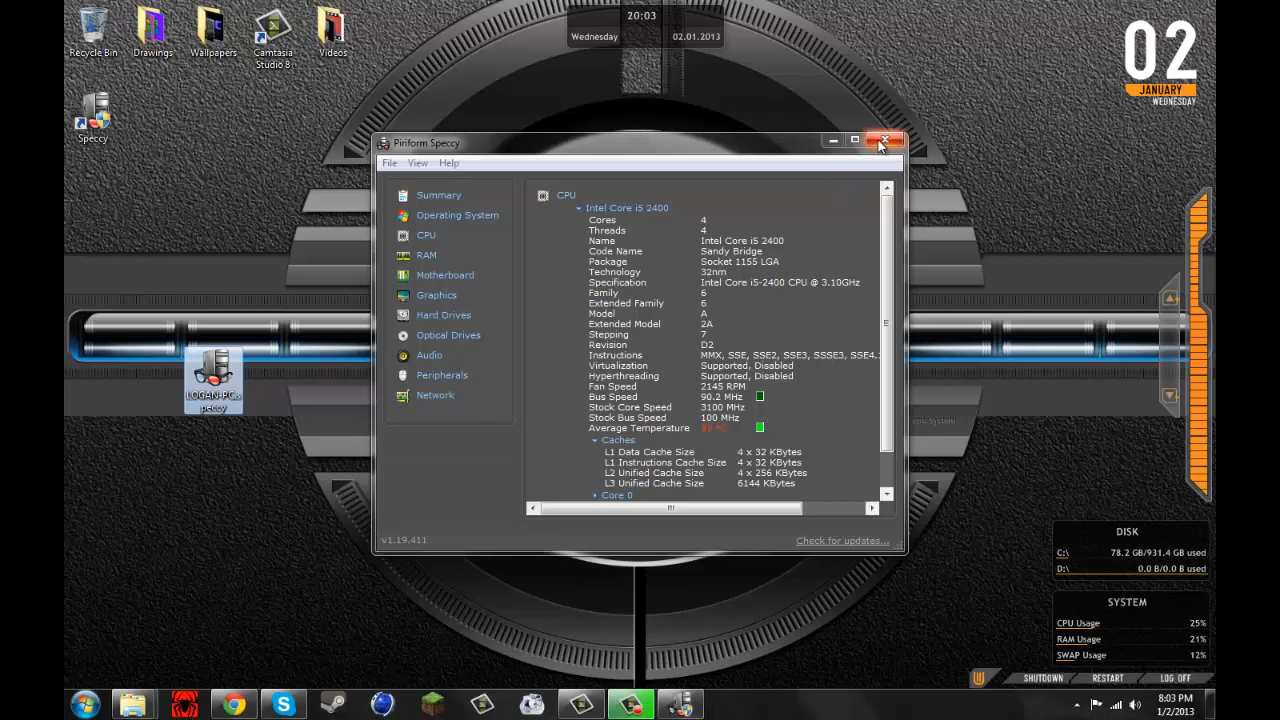 20:03
Wednesday 02.01.2013
02
JANUARY
WEDNESDAY
Recycle Bin
Drawings
Wallpapers
Camtasia
Studio 8
Videos
Speccy
LOGAN-PC.s
peccy
Piriform Speccy
File View Help
Summary
Operating System
CPU
RAM
Motherboard
Graphics
Hard Drives
Optical Drives
Audio
Peripherals
Network
CPU
Intel Core i5 2400
Cores 4
Threads 4
Name Intel Core i5 2400
Code Name Sandy Bridge
Package Socket 1155 LGA
Technology 32nm
Specification Intel Core i5-2400 CPU @ 3.10GHz
Family 6
Extended Family 6
Model A
Extended Model 2A
Stepping 7
Revision D2
Instructions MMX, SSE, SSE2, SSE3, SSSE3, SSE4.
Virtualization Supported, Disabled
Hyperthreading Supported, Disabled
Fan Speed 2145 RPM
Bus Speed 90.2 MHz
Stock Core Speed 3100 MHz
Stock Bus Speed 100 MHz
Average Temperature
Caches
L1 Data Cache Size 4 x 32 KBytes
L1 Instructions Cache Size 4 x 32 KBytes
L2 Unified Cache Size 4 x 256 KBytes
L3 Unified Cache Size 6144 KBytes
Core 0
v1.19.411
Check for updates...
DISK
C:\ 78.2 GB/931.4 GB used
D:\ 0.0 B/0.0 B used
SYSTEM
CPU Usage 25%
RAM Usage 21%
SWAP Usage 12%
SHUTDOWN RESTART LOG OFF
8:03 PM
1/2/2013